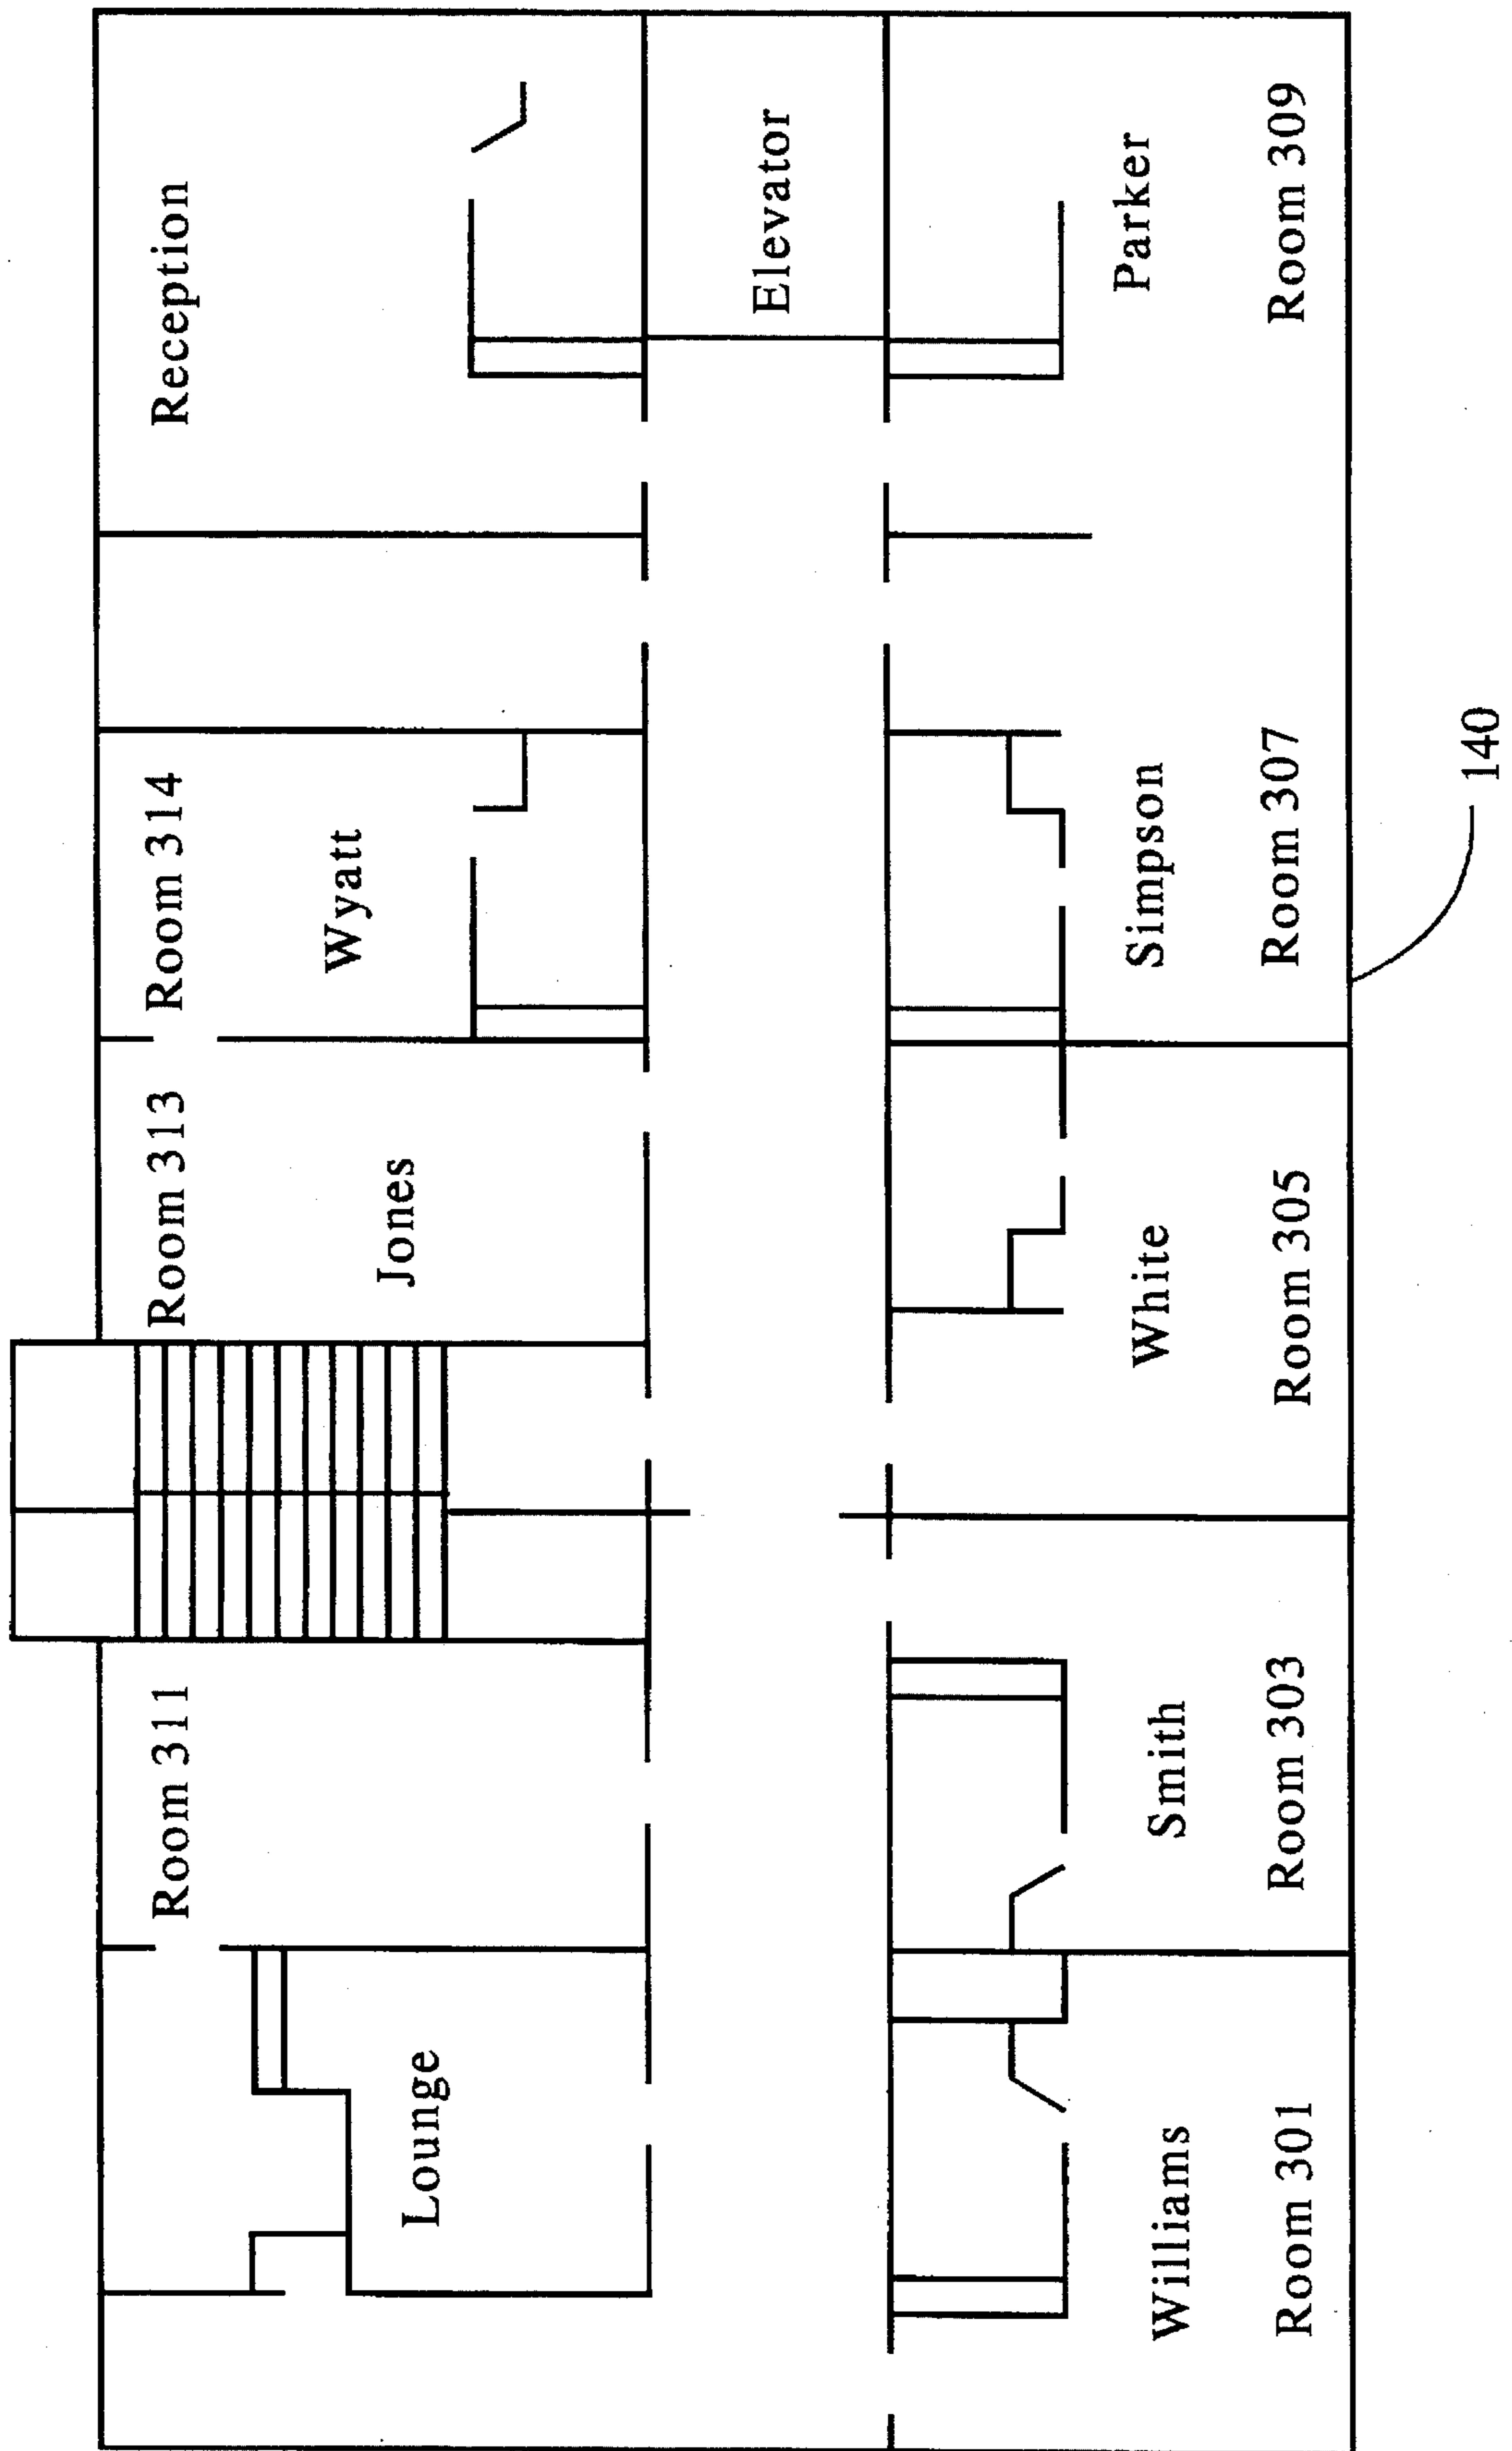 Room 311
Room 313
Room 314
Reception
Lounge
Jones
Wyatt
Elevator
Williams
Smith
White
Simpson
Parker
Room 301
Room 303
Room 305
Room 307
Room 309
140